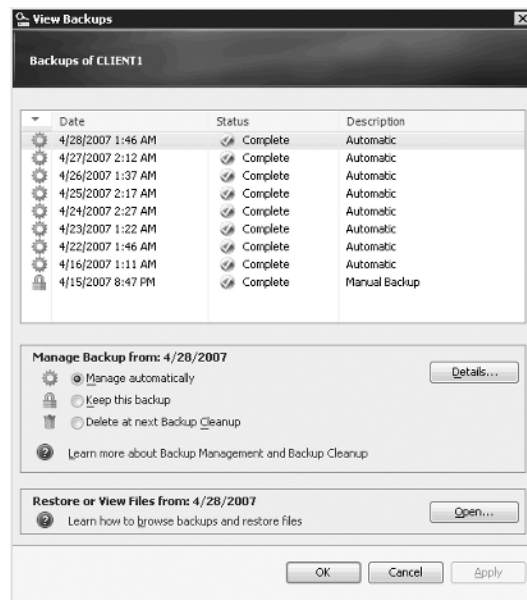 View Backups
Backups of CLIENT1
Date Status Description
4/28/2007 1:46 AM Complete Automatic
4/27/2007 2:12 AM Complete Automatic
4/26/2007 1:37 AM Complete Automatic
4/25/2007 2:17 AM Complete Automatic
4/24/2007 2:27 AM Complete Automatic
4/23/2007 1:22 AM Complete Automatic
4/22/2007 1:46 AM Complete Automatic
4/16/2007 1:11 AM Complete Automatic
4/15/2007 8:47 PM Complete Manual Backup
Manage Backup from: 4/28/2007
Manage automatically
Details...
Keep this backup
Delete at next Backup Cleanup
Learn more about Backup Management and Backup Cleanup
Restore or View Files from: 4/28/2007
Learn how to browse backups and restore files
Open...
OK Cancel Apply